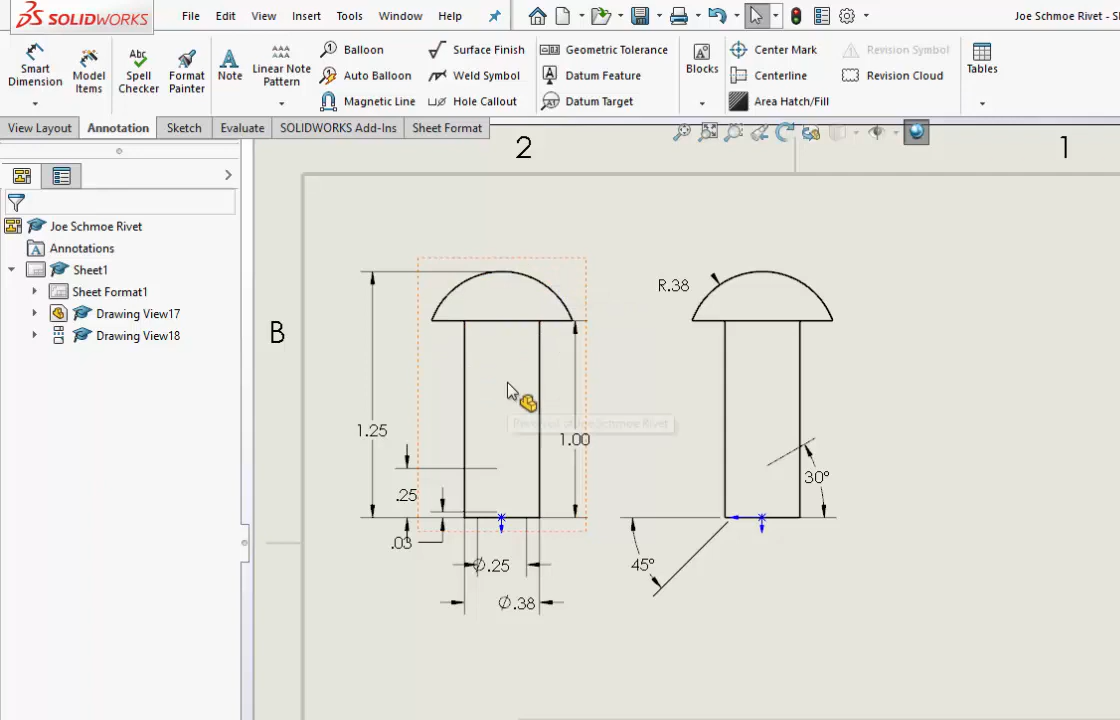 SOLIDWORKS
File Edit View Insert Tools Window Help
Joe Schmoe Rivet - S
Smart Dimension
Model Items
Spell Checker
Format Painter
Note
Linear Note Pattern
Balloon
Auto Balloon
Magnetic Line
Surface Finish
Weld Symbol
Hole Callout
Geometric Tolerance
Datum Feature
Datum Target
Blocks
Center Mark
Centerline
Area Hatch/Fill
Revision Symbol
Revision Cloud
Tables
View Layout Annotation Sketch Evaluate SOLIDWORKS Add-Ins Sheet Format
2 1
Joe Schmoe Rivet
Annotations
Sheet1
Sheet Format1
Drawing View17
Drawing View18
B
R.38
1.25
1.00
.25
30°
.03
∅.25
45°
∅.38